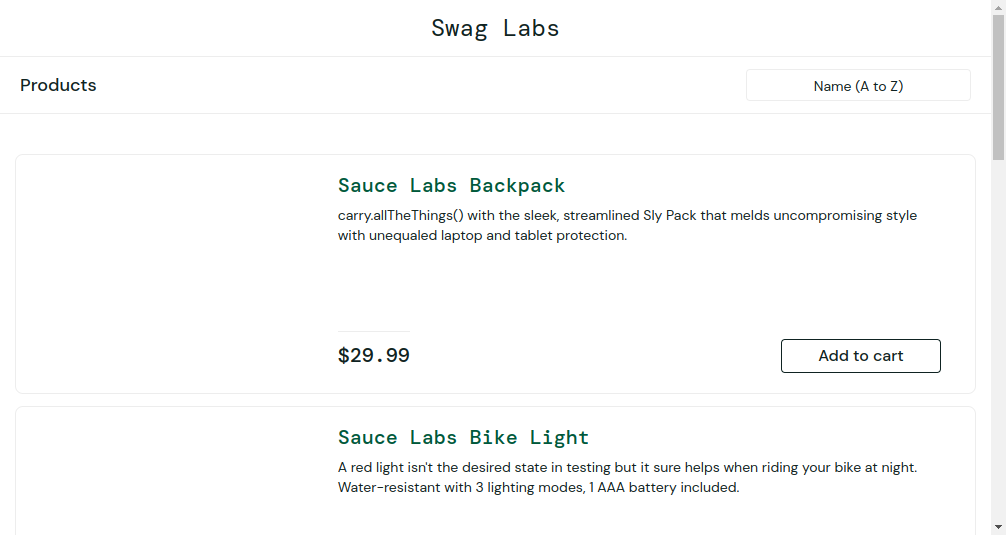 Swag Labs
Products
Name (A to Z)
Sauce Labs Backpack
carry.allTheThings() with the sleek, streamlined Sly Pack that melds uncompromising style
with unequaled laptop and tablet protection.
$29.99
Add to cart
Sauce Labs Bike Light
A red light isn't the desired state in testing but it sure helps when riding your bike at night.
Water-resistant with 3 lighting modes, 1 AAA battery included.